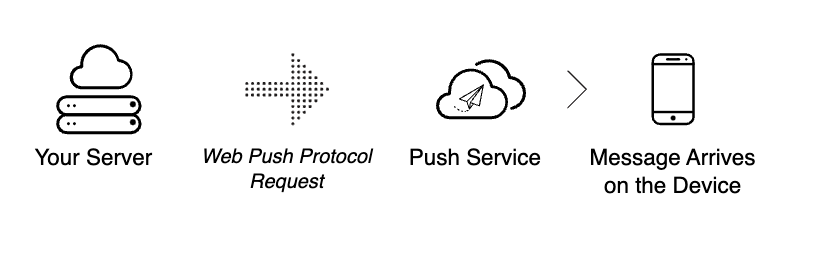 Your Server
Web Push Protocol
Request
Push Service
Message Arrives
on the Device